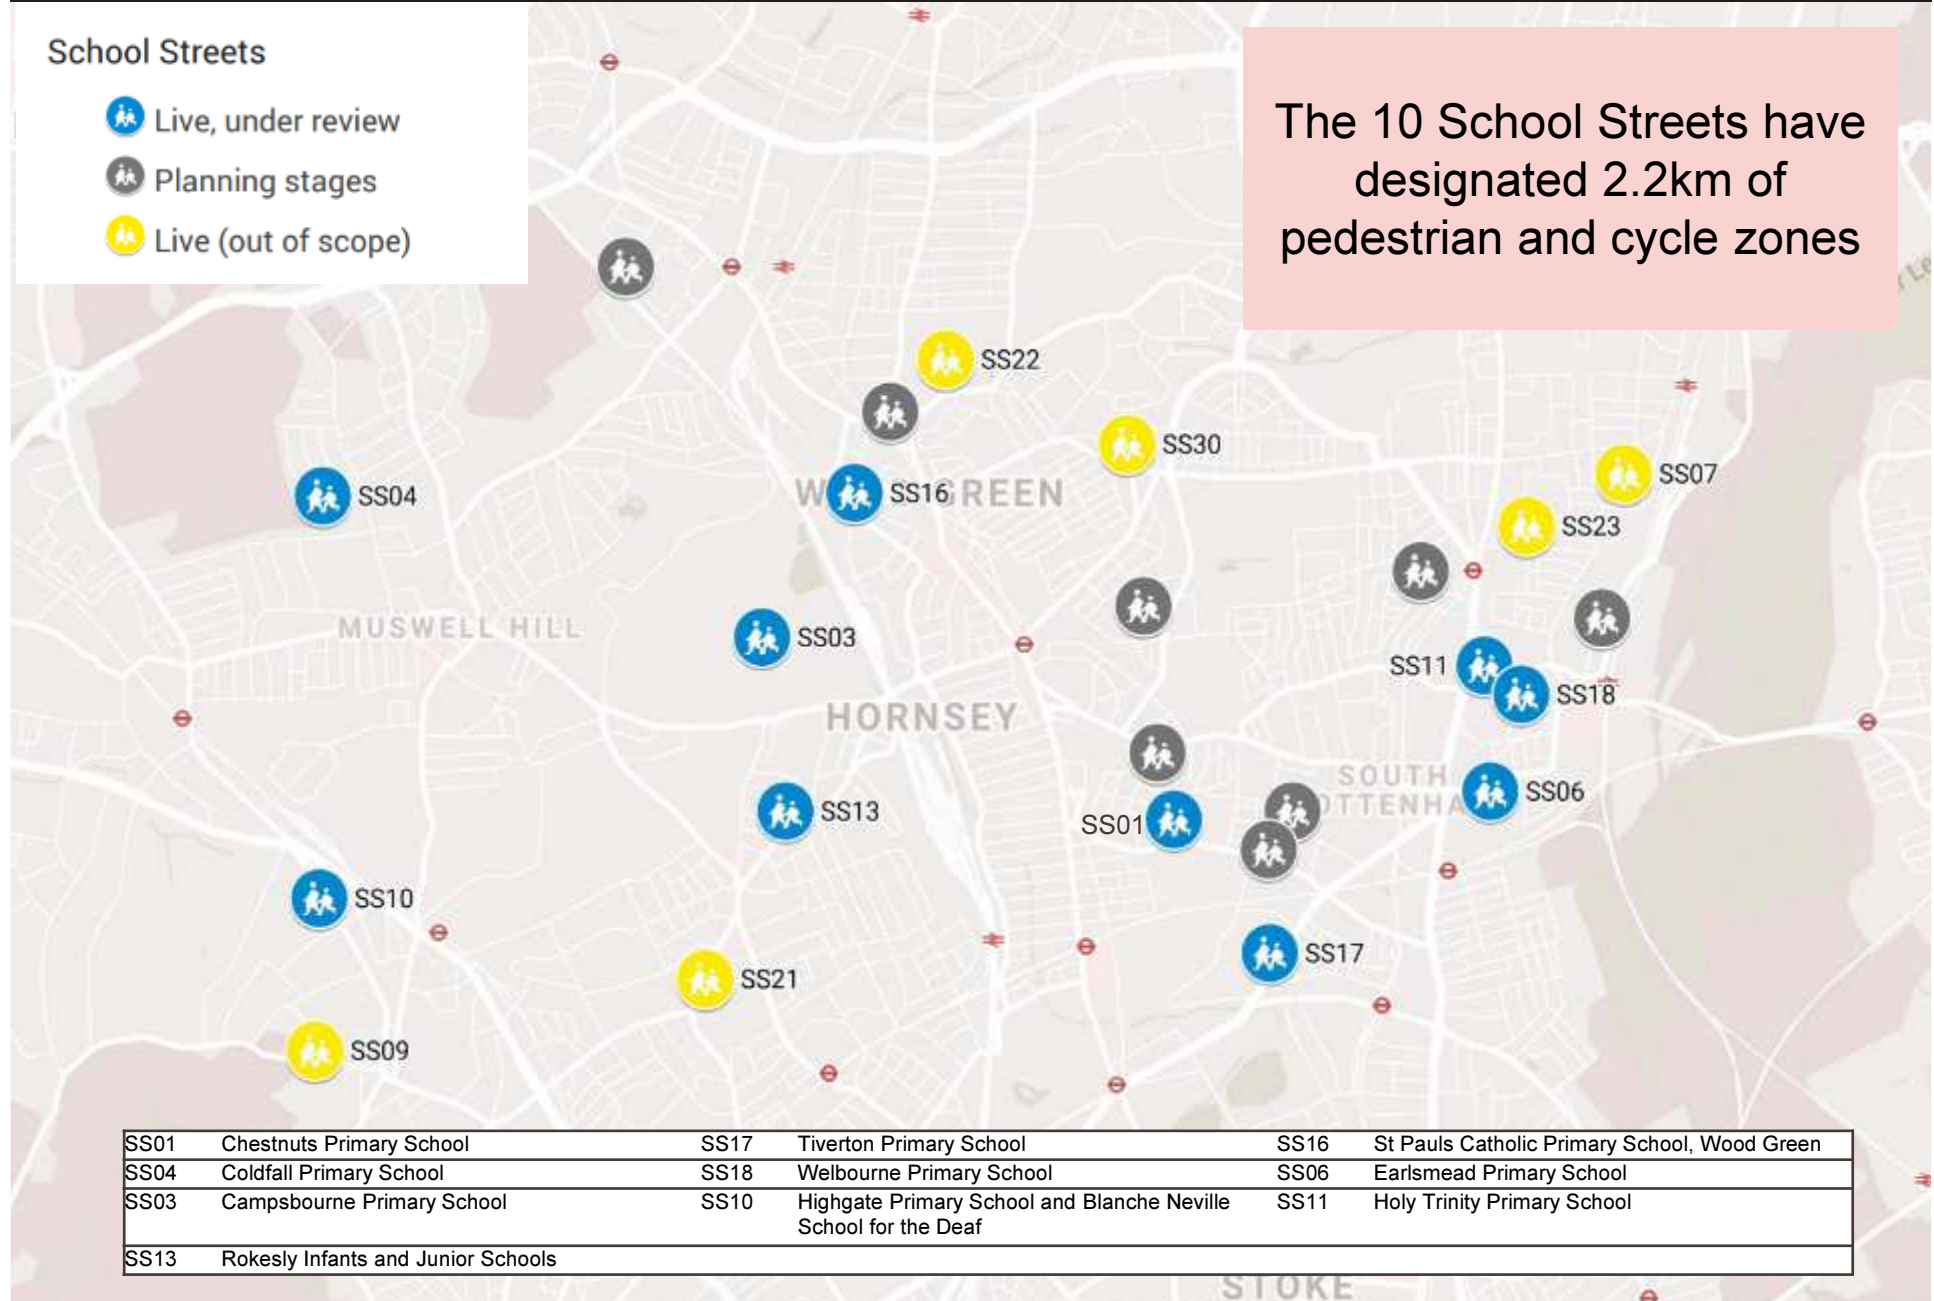 School Streets
Live, under review
Planning stages
Live (out of scope)
The 10 School Streets have
designated 2.2km of
pedestrian and cycle zones
SS22
SS30
SS07
SS04
SS16
GREEN
SS23
MUSWELL HILL
SS03
SS11
SS18
HORNSEY
SOUTH
SS06
SS13
SS01
SS10
SS17
SS21
SS09
SS01 Chestnuts Primary School SS17 Tiverton Primary School SS16 St Pauls Catholic Primary School, Wood Green
SS04 Coldfall Primary School SS18 Welbourne Primary School SS06 Earlsmead Primary School
SS03 Campsbourne Primary School SS10 Highgate Primary School and Blanche Neville SS11 Holy Trinity Primary School
School for the Deaf
SS13 Rokesly Infants and Junior Schools
STOKE